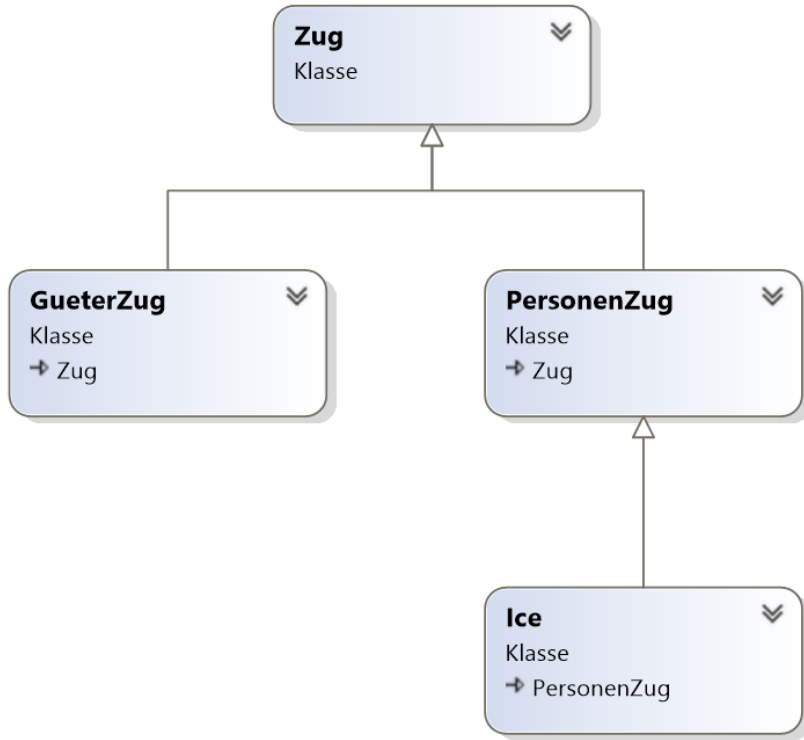 Zug
Klasse
GueterZug
Klasse
Zug
PersonenZug
Klasse
Zug
Ice
Klasse
PersonenZug